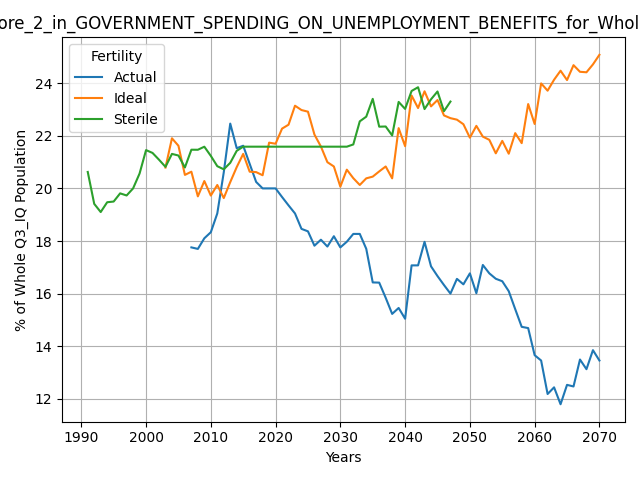 ore_2_in_GOVERNMENT_SPENDING_ON_UNEMPLOYMENT_BENEFITS_for_Whol
Fertility
Actual
Ideal
Sterile
% of Whole Q3_IQ Population
24
22
20
18
16
14
12
1990 2000 2010 2020 2030 2040 2050 2060 2070
Years